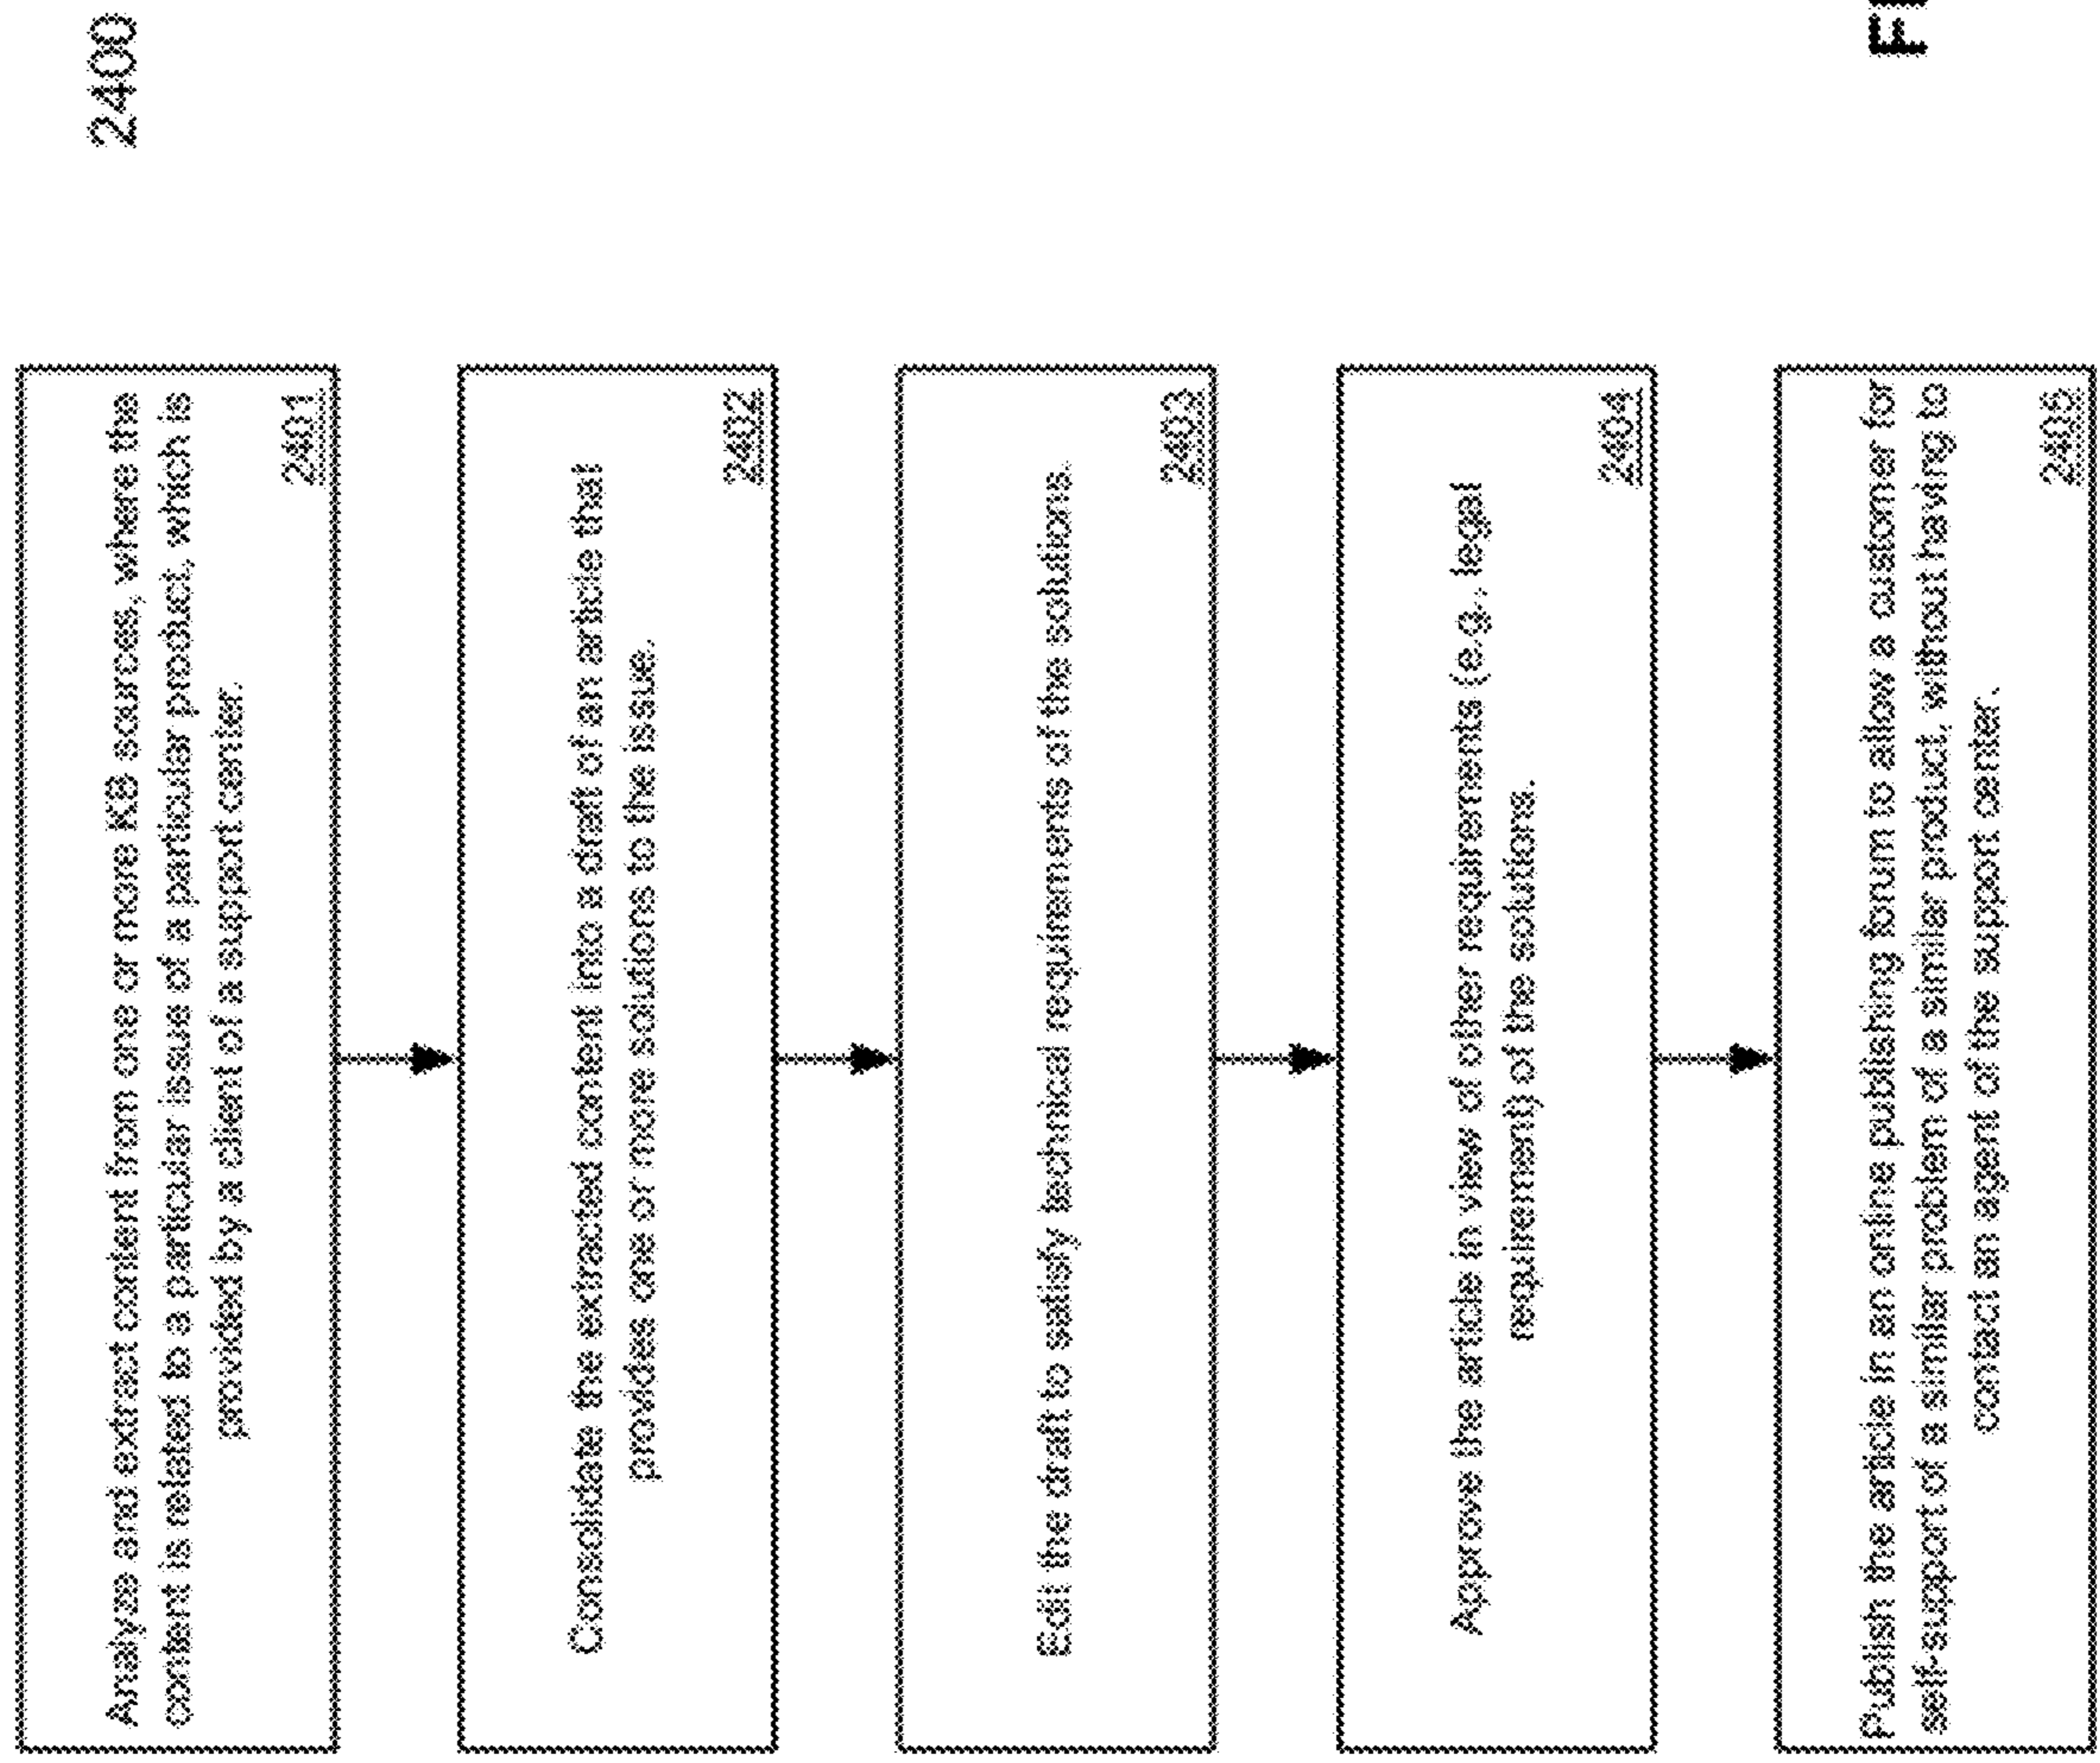 2400
Analyze and extract content from one or more KB sources, where the
content is related to a particular issue of a particular product, which is
provided by a client of a support center.
2401
Consolidate the extracted content into a draft of an article that
provides one or more solutions to the issue.
2402
Edit the draft to satisfy technical requirements of the solutions.
2403
Approve the article in view of other requirements (e.g., legal
requirement) of the solutions.
2404
Publish the article in an online publishing forum to allow a customer for
self-support of a similar problem of a similar product, without having to
contact an agent of the support center.
2405
F